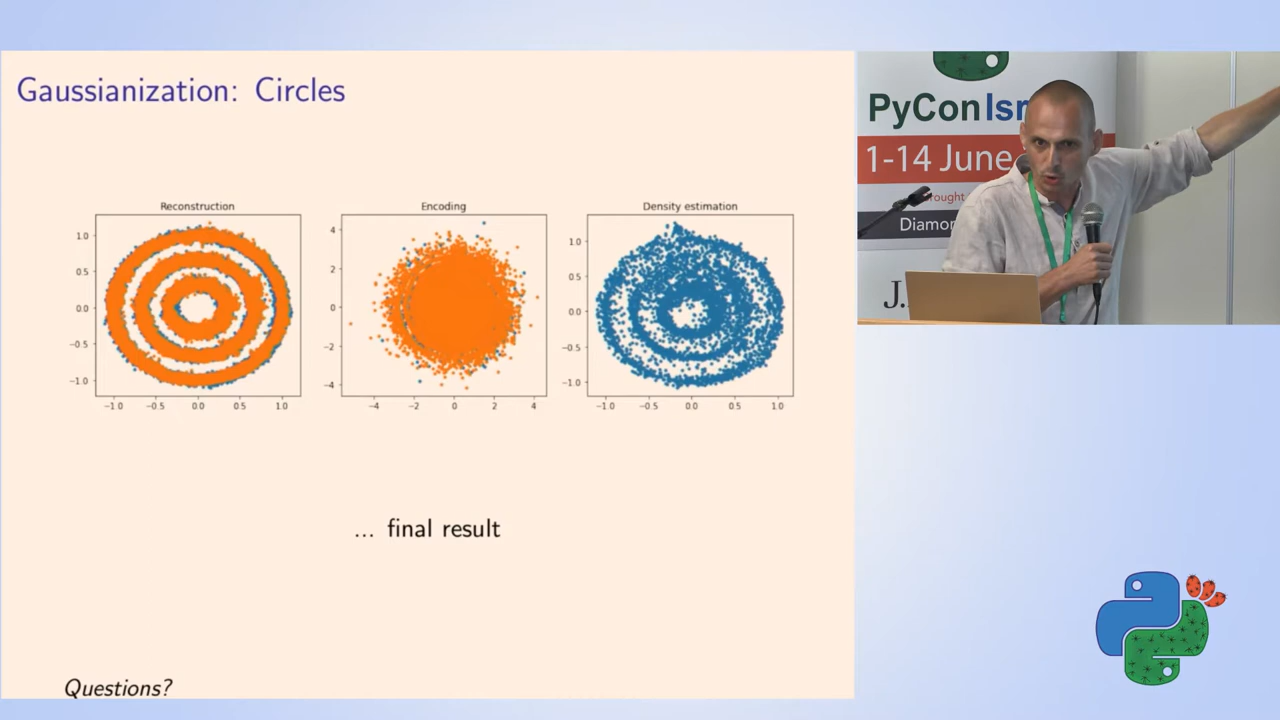 Gaussianization: Circles
Reconstruction
1.0
0.5
0.0
−0.5
−1.0
−1.0 −0.5 0.0 0.5 1.0
Encoding
4
2
0
−2
−4
−4 −2 0 2 4
Density estimation
1.0
0.5
0.0
−0.5
−1.0
−1.0 −0.5 0.0 0.5 1.0
... final result
Questions?
PyConIsr
1-14 June
rought
Diamon
J.